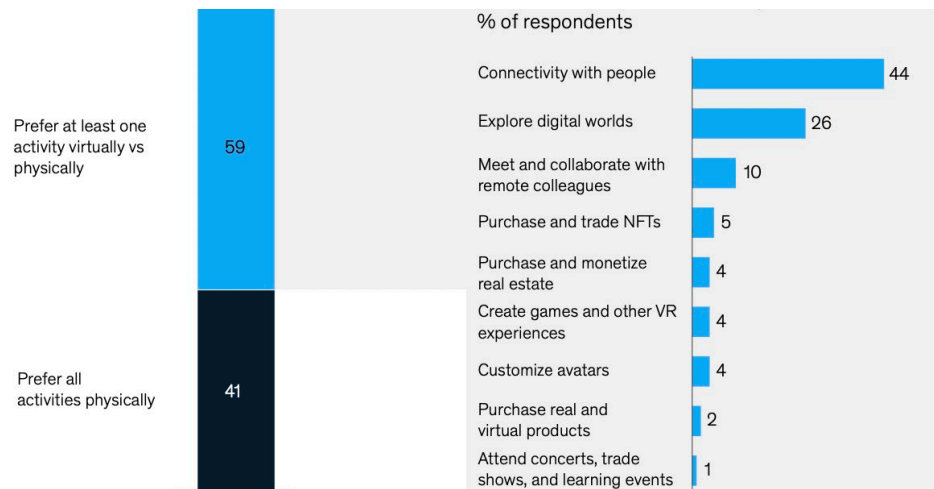 % of respondents
Prefer at least one
activity virtually vs
physically
59
Prefer all
activities physically
41
Connectivity with people
44
Explore digital worlds
26
Meet and collaborate with
remote colleagues
10
Purchase and trade NFTs
5
Purchase and monetize
real estate
4
Create games and other VR
experiences
4
Customize avatars
4
Purchase real and
virtual products
2
Attend concerts, trade
shows, and learning events
1